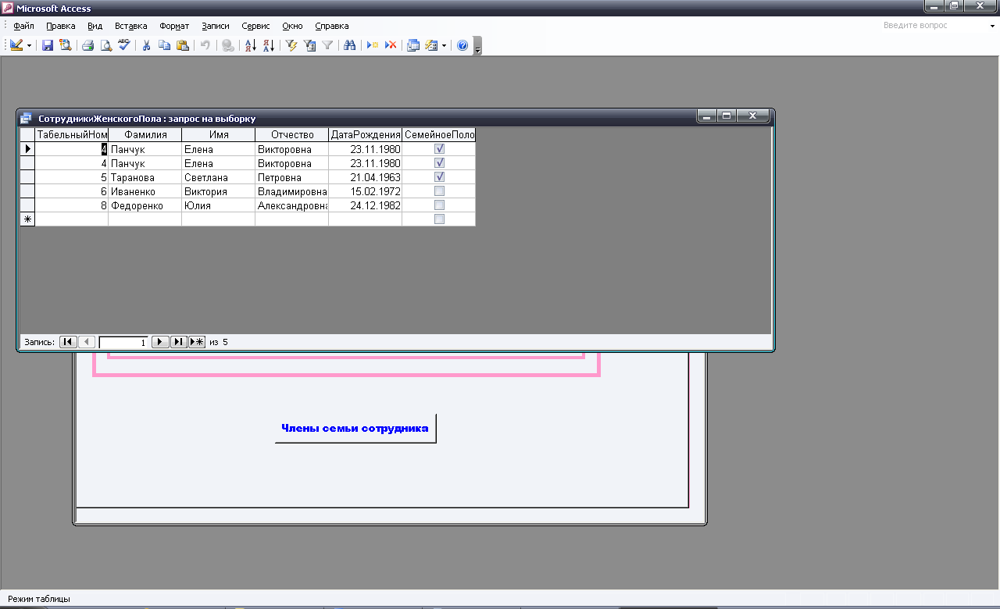 Microsoft Access
Файл Правка Вид Вставка Формат Записи Сервис Окно Справка Введите вопрос
СотрудникиЖенскогоПола : запрос на выборку
ТабельныйНом Фамилия Имя Отчество ДатаРождения СемейноеПоло
4 Панчук Елена Викторовна 23.11.1980
4 Панчук Елена Викторовна 23.11.1980
5 Таранова Светлана Петровна 21.04.1963
6 Иваненко Виктория Владимировна 15.02.1972
8 Федоренко Юлия Александровна 24.12.1982
Запись: 1 из 5
Члены семьи сотрудника
Режим таблицы